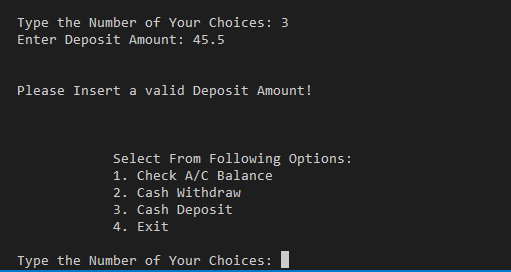 Type the Number of Your Choices: 3
Enter Deposit Amount: 45.5
Please Insert a valid Deposit Amount!
Select From Following Options:
1. Check A/C Balance
2. Cash Withdraw
3. Cash Deposit
4. Exit
Type the Number of Your Choices: